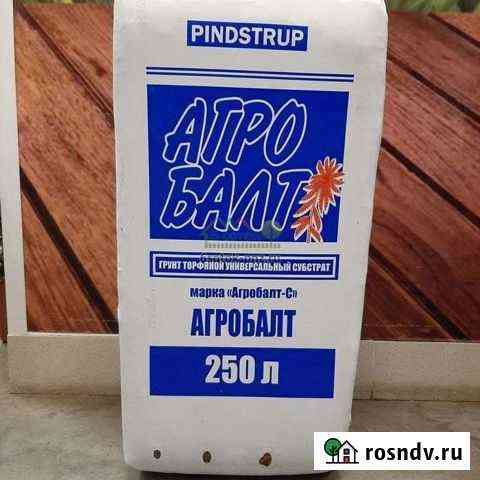 PINDSTRUP
АГРО
БАЛТ
ГРУНТ ТОРФЯНОЙ УНИВЕРСАЛЬНЫЙ СУБСТРАТ
марка «Агробалт-С»
АГРОБАЛТ
250 л
rosndv.ru